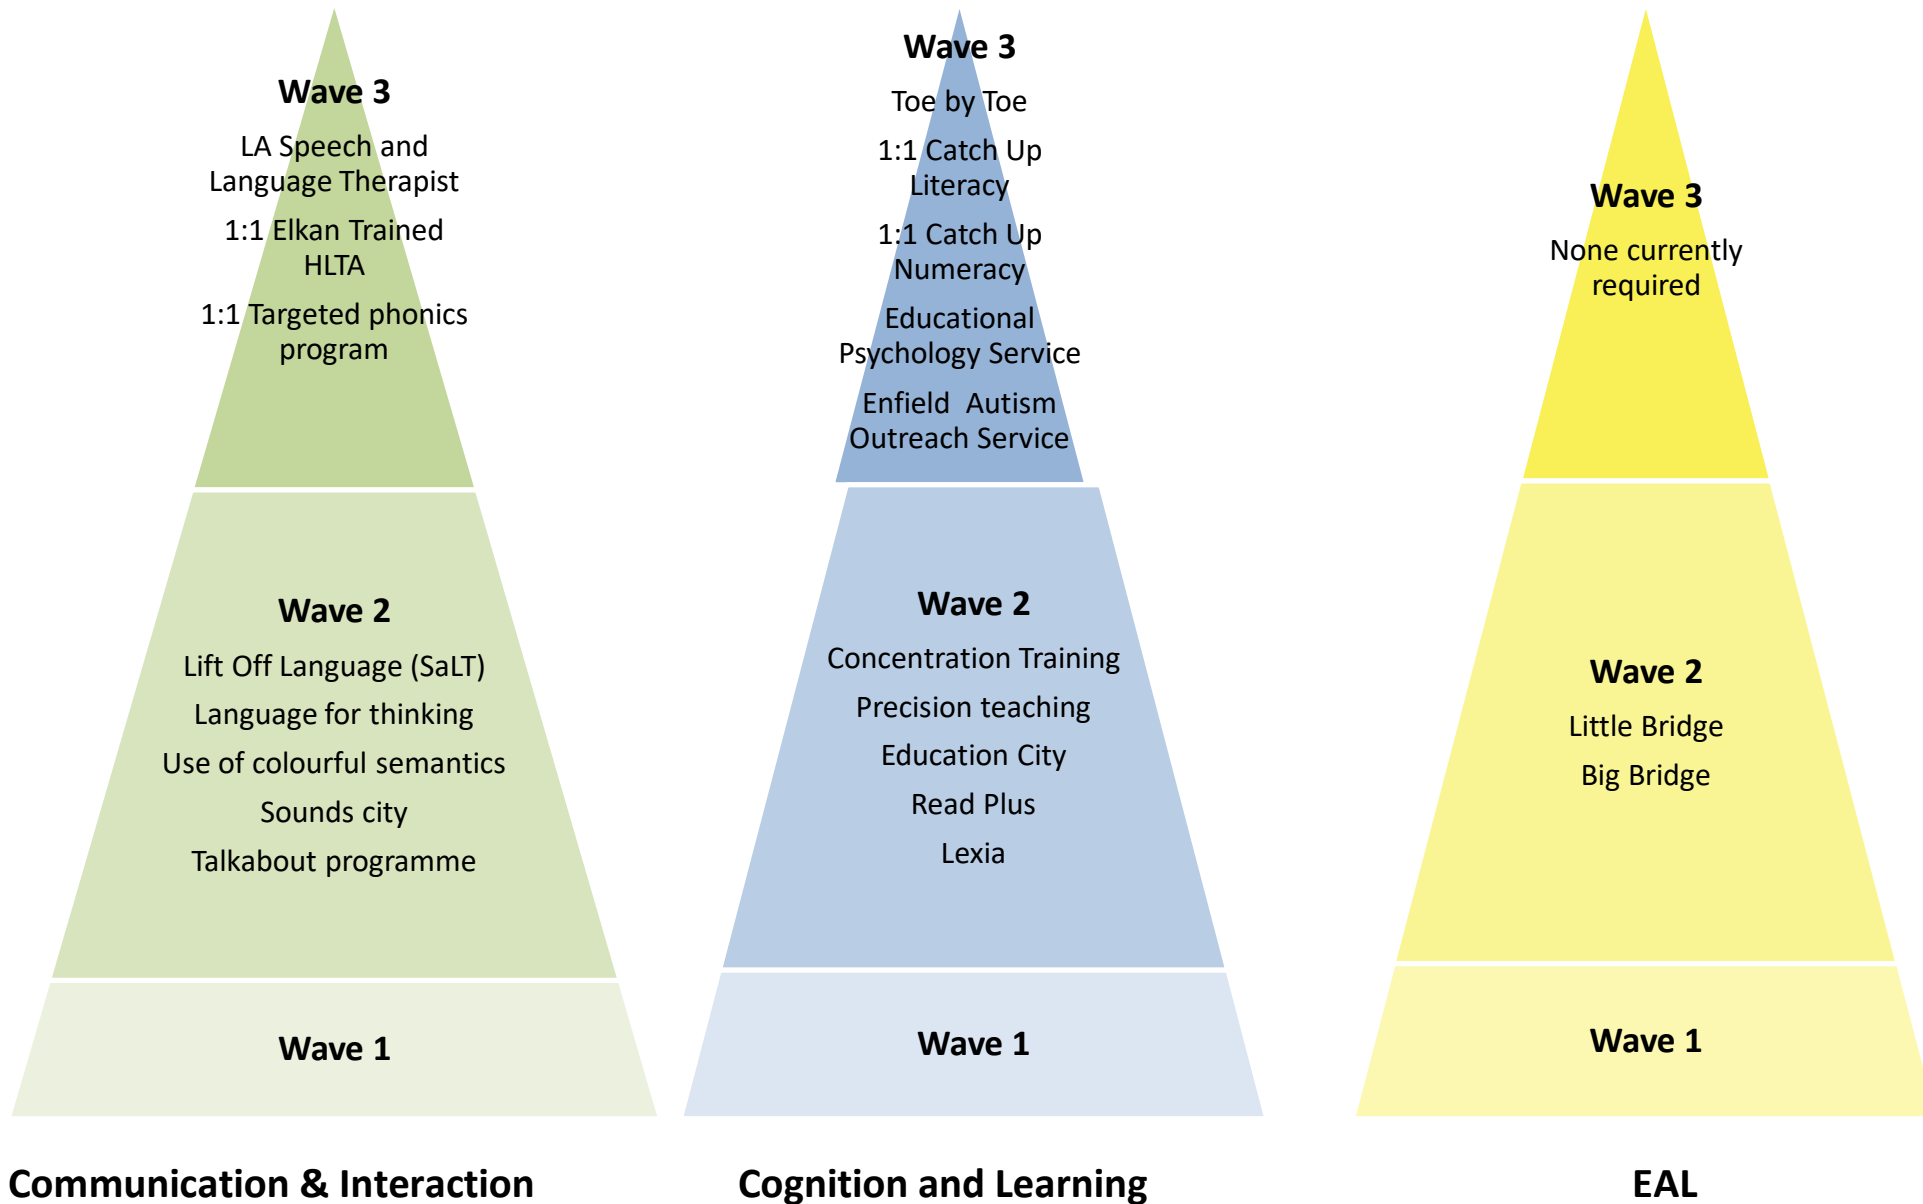 Wave 3
LA Speech and
Language Therapist
1:1 Elkan Trained
HLTA
1:1 Targeted phonics
program
Wave 2
Lift Off Language (SaLT)
Language for thinking
Use of colourful semantics
Sounds city
Talkabout programme
Wave 1
Communication & Interaction
Wave 3
Toe by Toe
1:1 Catch Up
Literacy
1:1 Catch Up
Numeracy
Educational
Psychology Service
Enfield Autism
Outreach Service
Wave 2
Concentration Training
Precision teaching
Education City
Read Plus
Lexia
Wave 1
Cognition and Learning
Wave 3
None currently
required
Wave 2
Little Bridge
Big Bridge
Wave 1
EAL